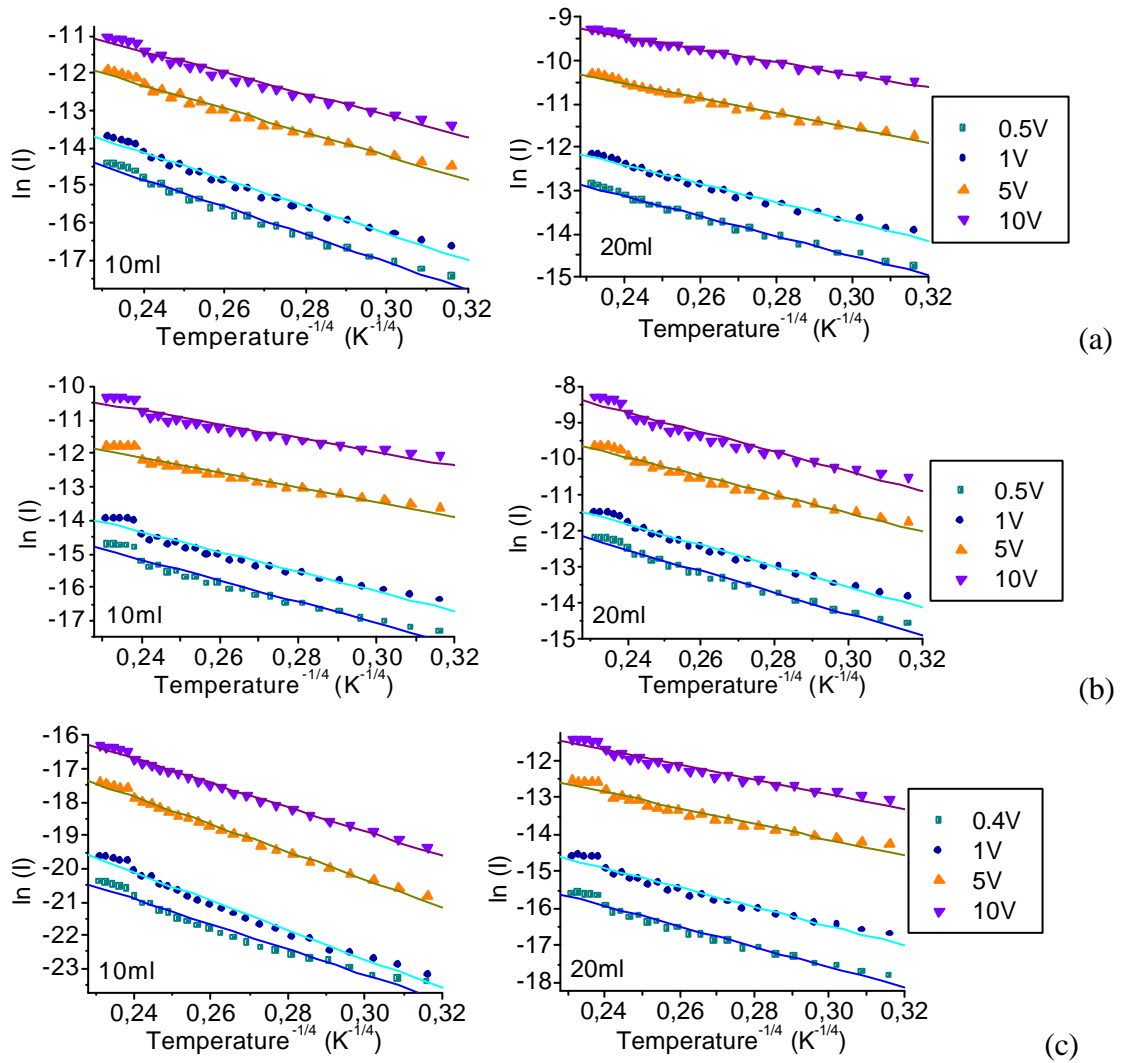 -11
-12
-13
-14
-15
-16
-17
ln (I)
10ml
0,24 0,26 0,28 0,30 0,32
Temperature-1/4 (K-1/4)
-9
-10
-11
-12
-13
-14
-15
ln (I)
20ml
0,24 0,26 0,28 0,30 0,32
Temperature-1/4 (K-1/4)
0.5V
1V
5V
10V
(a)
-10
-11
-12
-13
-14
-15
-16
-17
ln (I)
10ml
0,24 0,26 0,28 0,30 0,32
Temperature-1/4 (K-1/4)
-8
-9
-10
-11
-12
-13
-14
-15
ln (I)
20ml
0,24 0,26 0,28 0,30 0,32
Temperature-1/4 (K-1/4)
0.5V
1V
5V
10V
(b)
-16
-17
-18
-19
-20
-21
-22
-23
ln (I)
10ml
0,24 0,26 0,28 0,30 0,32
Temperature-1/4 (K-1/4)
-12
-13
-14
-15
-16
-17
-18
ln (I)
20ml
0,24 0,26 0,28 0,30 0,32
Temperature-1/4 (K-1/4)
0.4V
1V
5V
10V
(c)